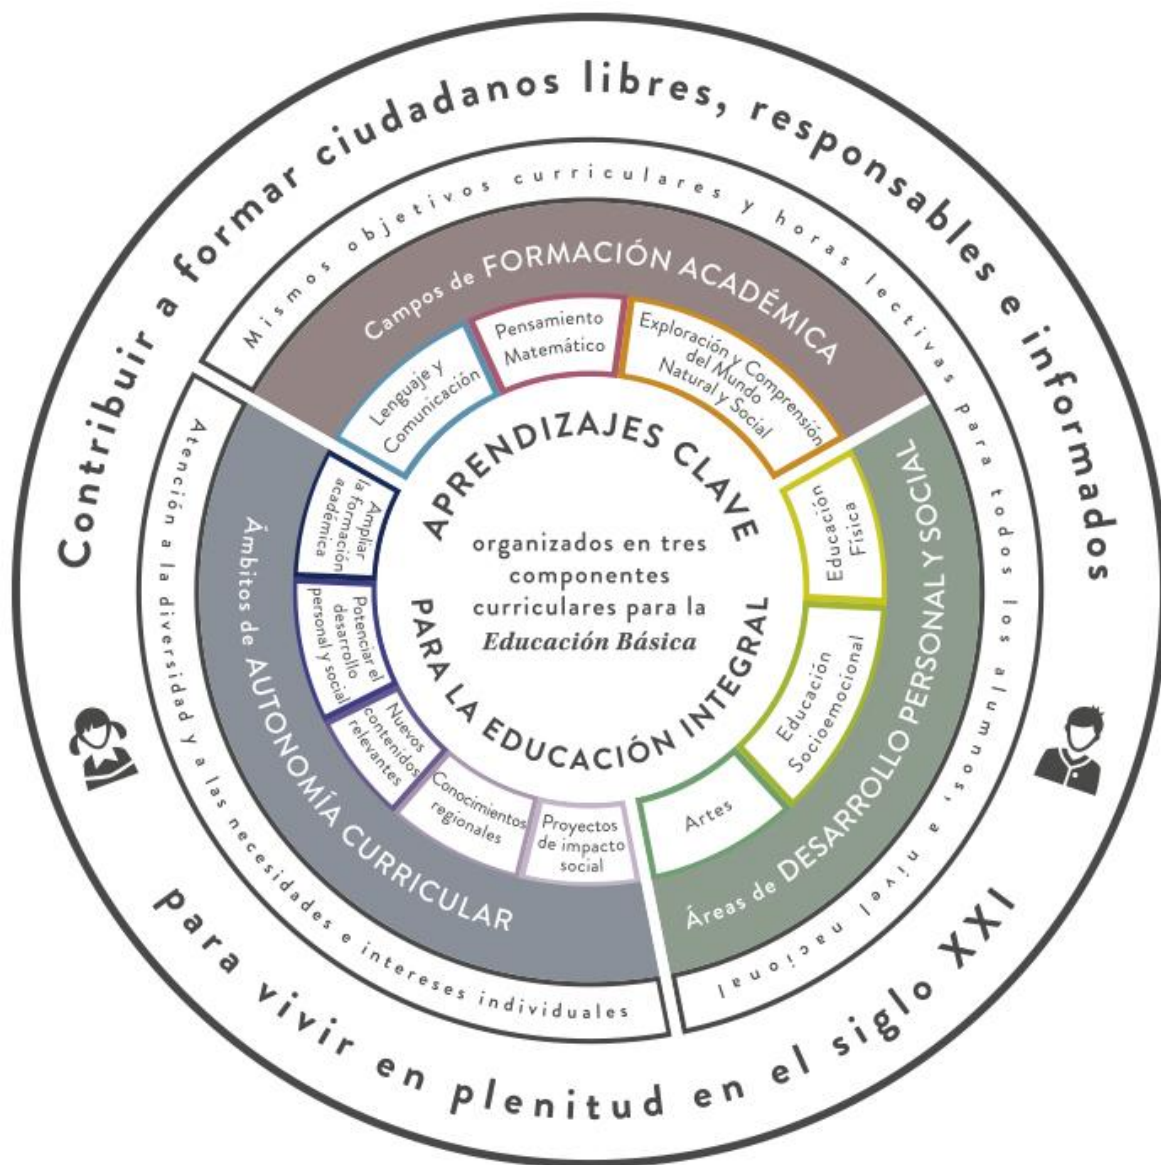 Contribuir a formar ciudadanos libres, responsables e informados
para vivir en plenitud en el siglo XXI
Mismos objetivos curriculares y horas lectivas para todos los alumnos, a nivel nacional
Atención a la diversidad y a las necesidades e intereses individuales
Campos de FORMACIÓN ACADÉMICA
Lenguaje y
Comunicación
Pensamiento
Matemático
Exploración y Comprensión
del Mundo
Natural y Social
Áreas de DESARROLLO PERSONAL Y SOCIAL
Educación
Física
Educación
Socioemocional
Artes
Ámbitos de AUTONOMÍA CURRICULAR
Ampliar
la formación
académica
Potenciar el
desarrollo
personal y social
Nuevos
contenidos
relevantes
Conocimientos
regionales
Proyectos
de impacto
social
APRENDIZAJES CLAVE
organizados en tres
componentes
curriculares para la
Educación Básica
PARA LA EDUCACIÓN INTEGRAL